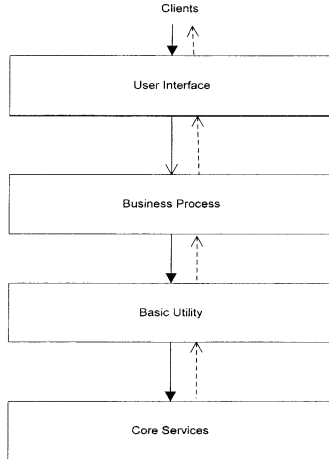 Clients
User Interface
Business Process
Basic Utility
Core Services